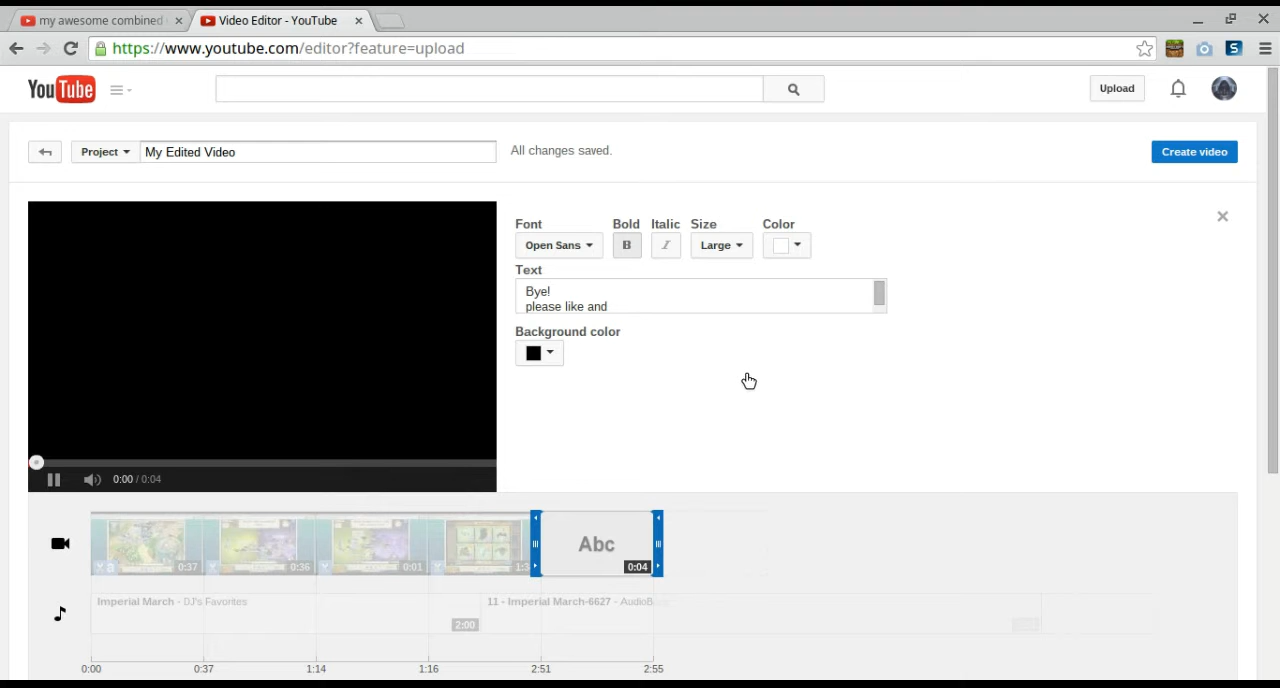 my awesome combined
Video Editor - YouTube
https://www.youtube.com/editor?feature=upload
S
YouTube
Upload
Project
My Edited Video
All changes saved.
Create video
Font
Bold
Italic
Size
Color
Open Sans
B
I
Large
Text
Bye!
please like and
Background color
0:00 / 0:04
0:37
0:36
0:01
Abc
0:04
Imperial March - DJ's Favorites
11 - Imperial March-6627 -
2:00
0:00
0:37
1:14
1:16
2:51
2:55